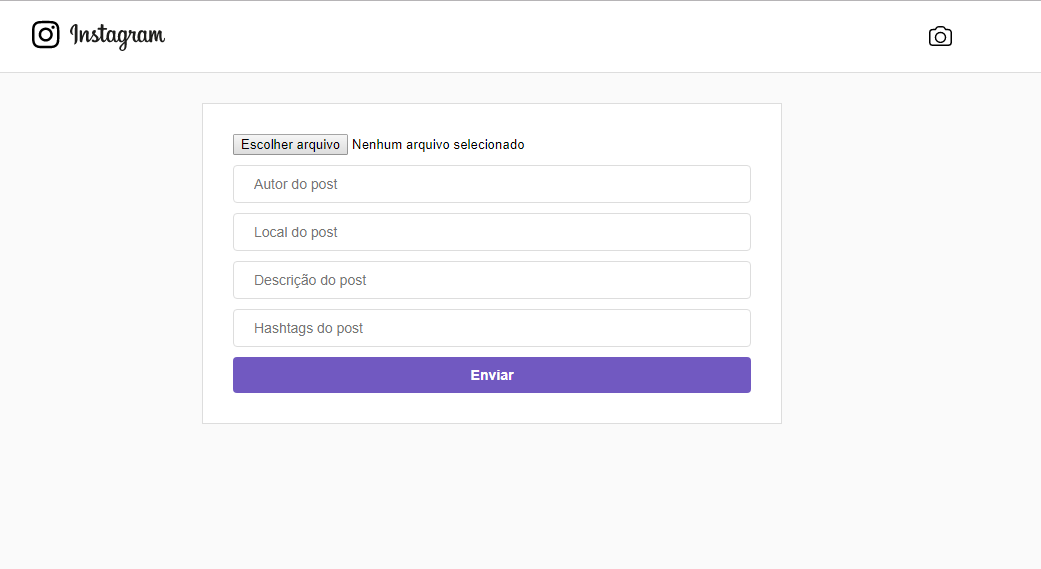 Instagram
Escolher arquivo Nenhum arquivo selecionado
Autor do post
Local do post
Descrição do post
Hashtags do post
Enviar